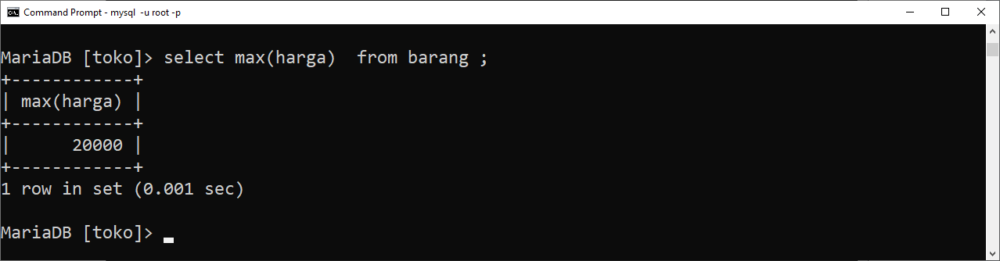 Command Prompt - mysql  -u root -p
MariaDB [toko]> select max(harga)  from barang ;
+------------+
| max(harga) |
+------------+
|      20000 |
+------------+
1 row in set (0.001 sec)
MariaDB [toko]>